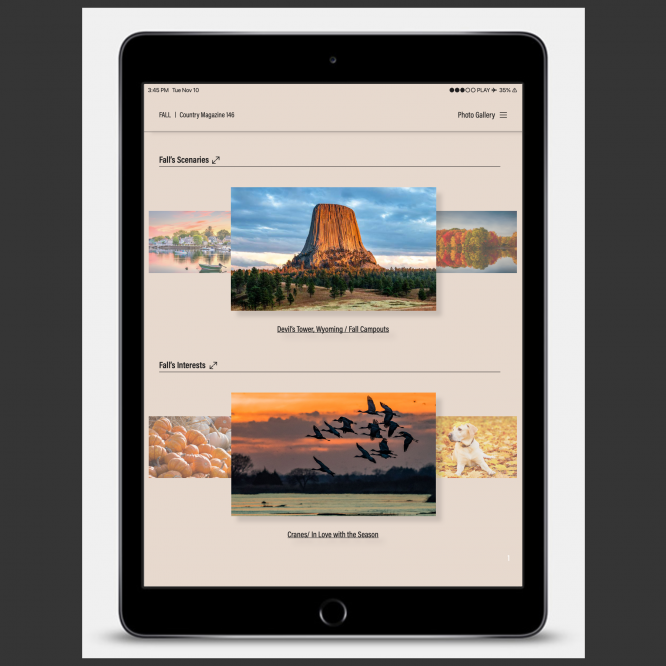 3:45 PM Tue Nov 10
PLAY 35%
FALL | Country Magazine 146
Photo Gallery
Fall's Scenaries
Devil's Tower, Wyoming / Fall Campouts
Fall's Interests
Cranes/ In Love with the Season
1